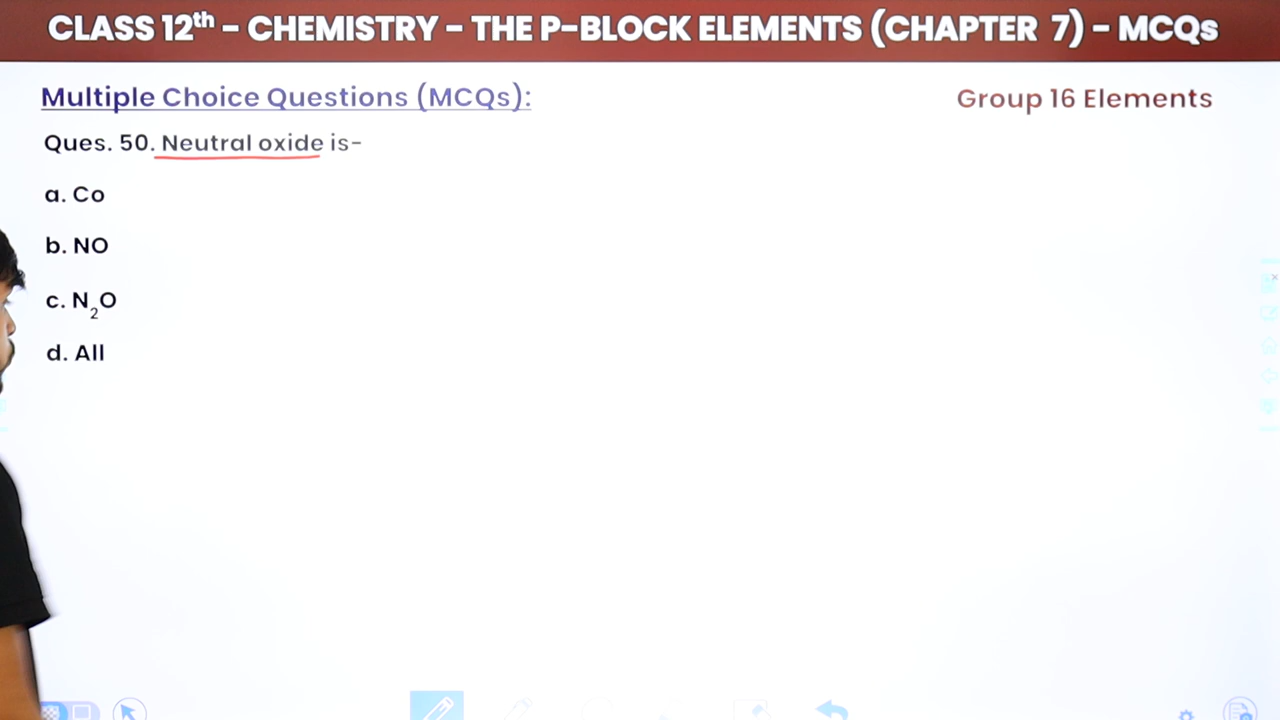 CLASS 12th - CHEMISTRY - THE P-BLOCK ELEMENTS (CHAPTER 7) - MCQs
Multiple Choice Questions (MCQs):
Group 16 Elements
Ques. 50. Neutral oxide is-
a. Co
b. NO
c. N₂O
d. All